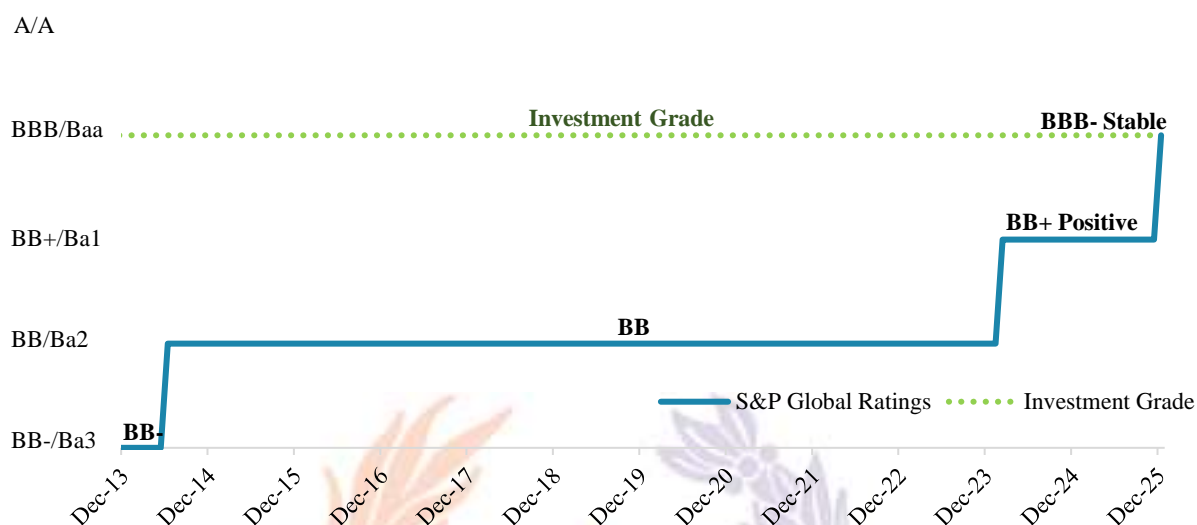 A/A
Investment Grade
BBB/Baa
BBB- Stable
BB+/Ba1
BB+ Positive
BB/Ba2
BB
S&P Global Ratings
Investment Grade
BB-/Ba3
BB-
Dec-13
Dec-14
Dec-15
Dec-16
Dec-17
Dec-18
Dec-19
Dec-20
Dec-21
Dec-22
Dec-23
Dec-24
Dec-25